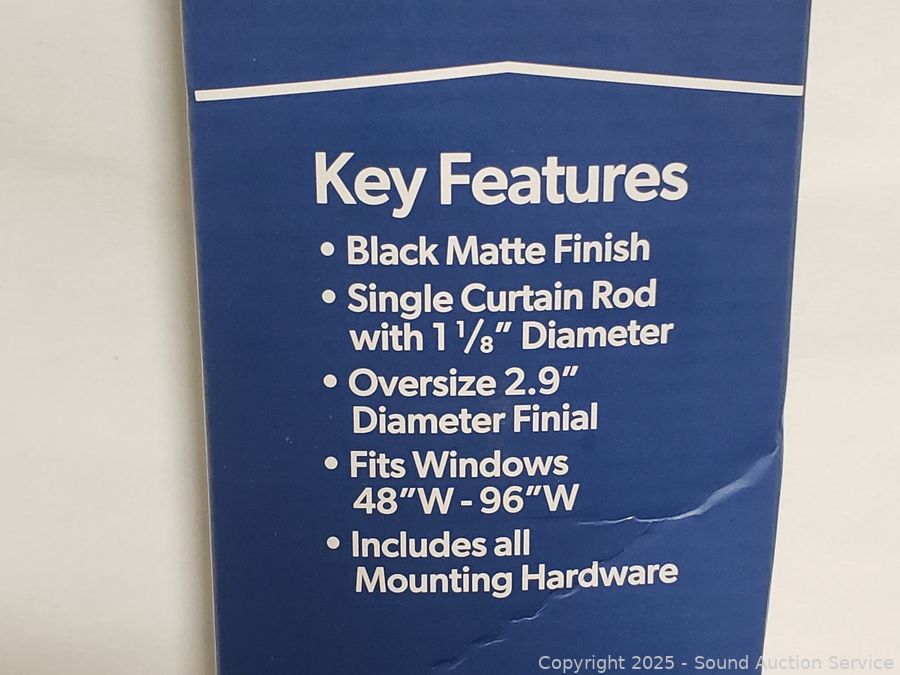 Key Features
• Black Matte Finish
• Single Curtain Rod
with 1 1/8" Diameter
• Oversize 2.9"
Diameter Finial
• Fits Windows
48"W - 96"W
• Includes all
Mounting Hardware
Copyright 2025 - Sound Auction Service